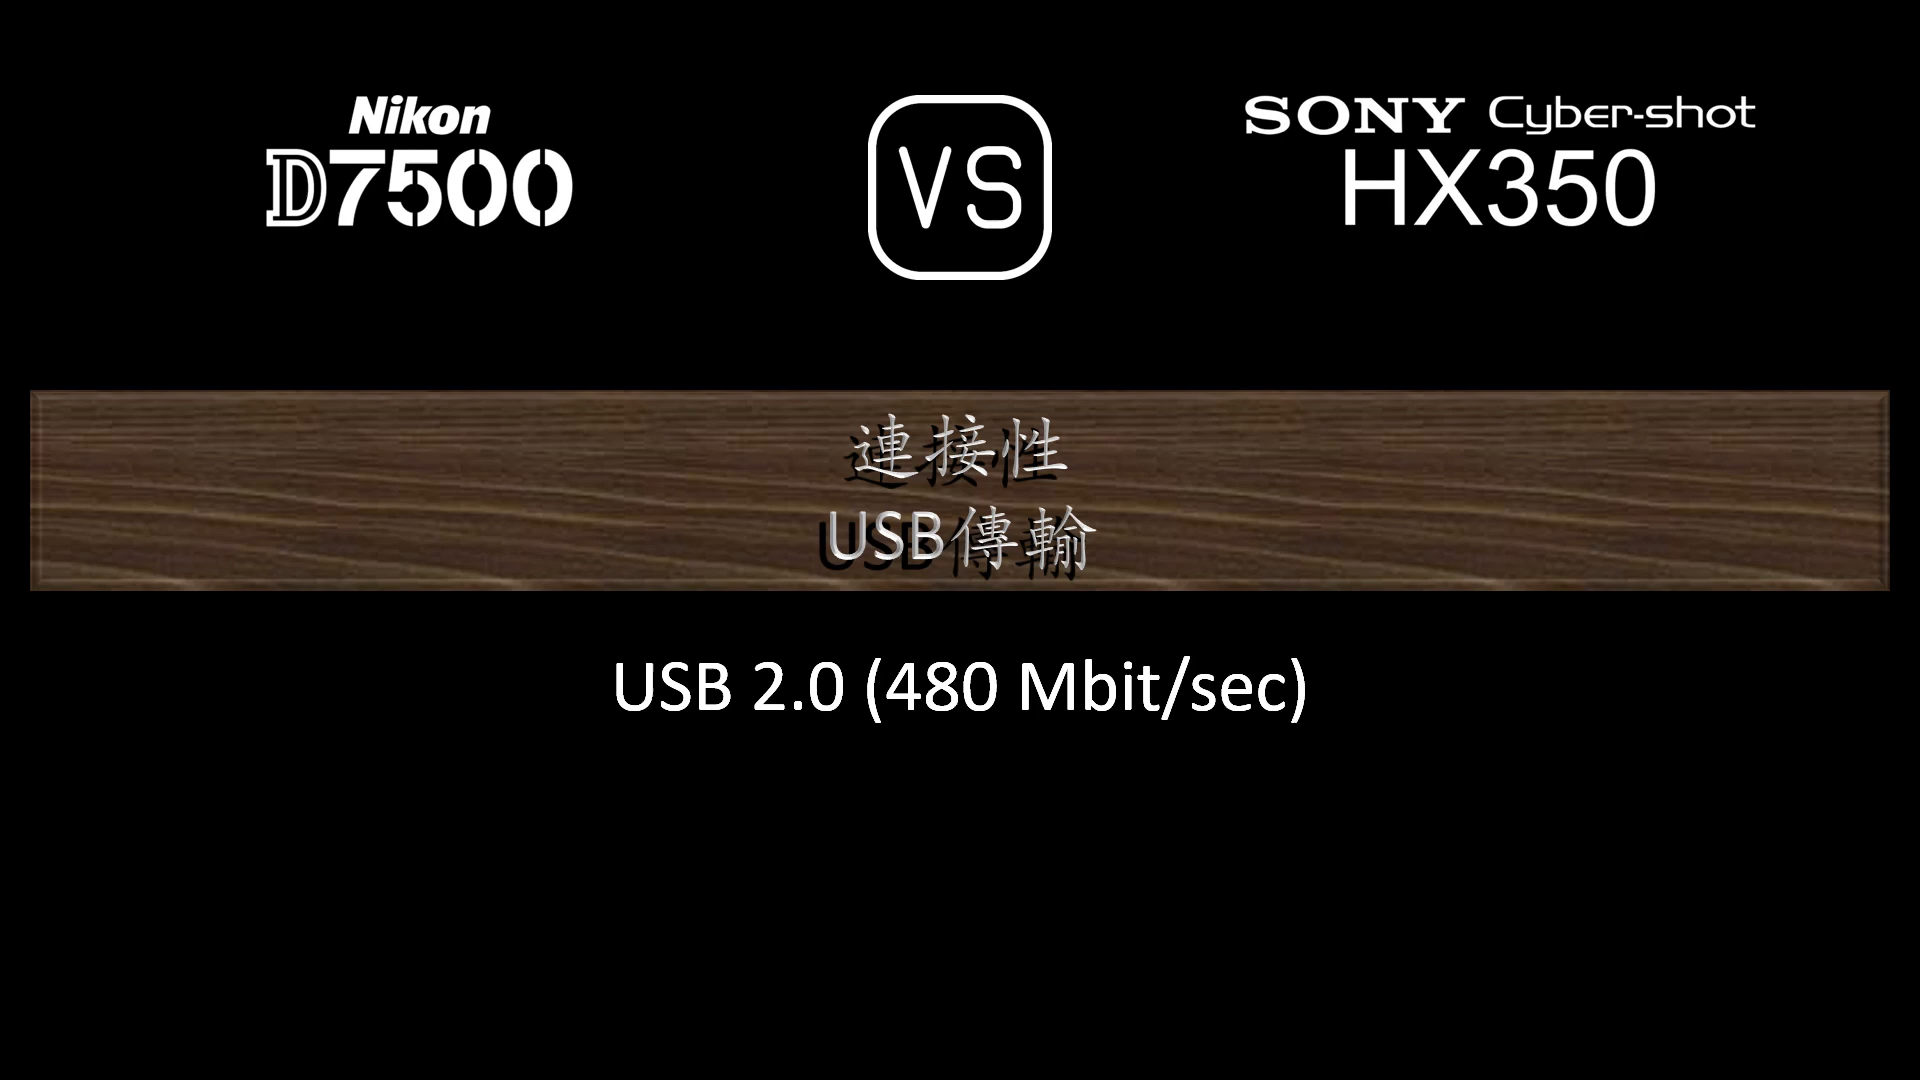 Nikon
D7500
VS
SONY Cyber-shot
HX350
連接性
USB傳輸
USB 2.0 (480 Mbit/sec)